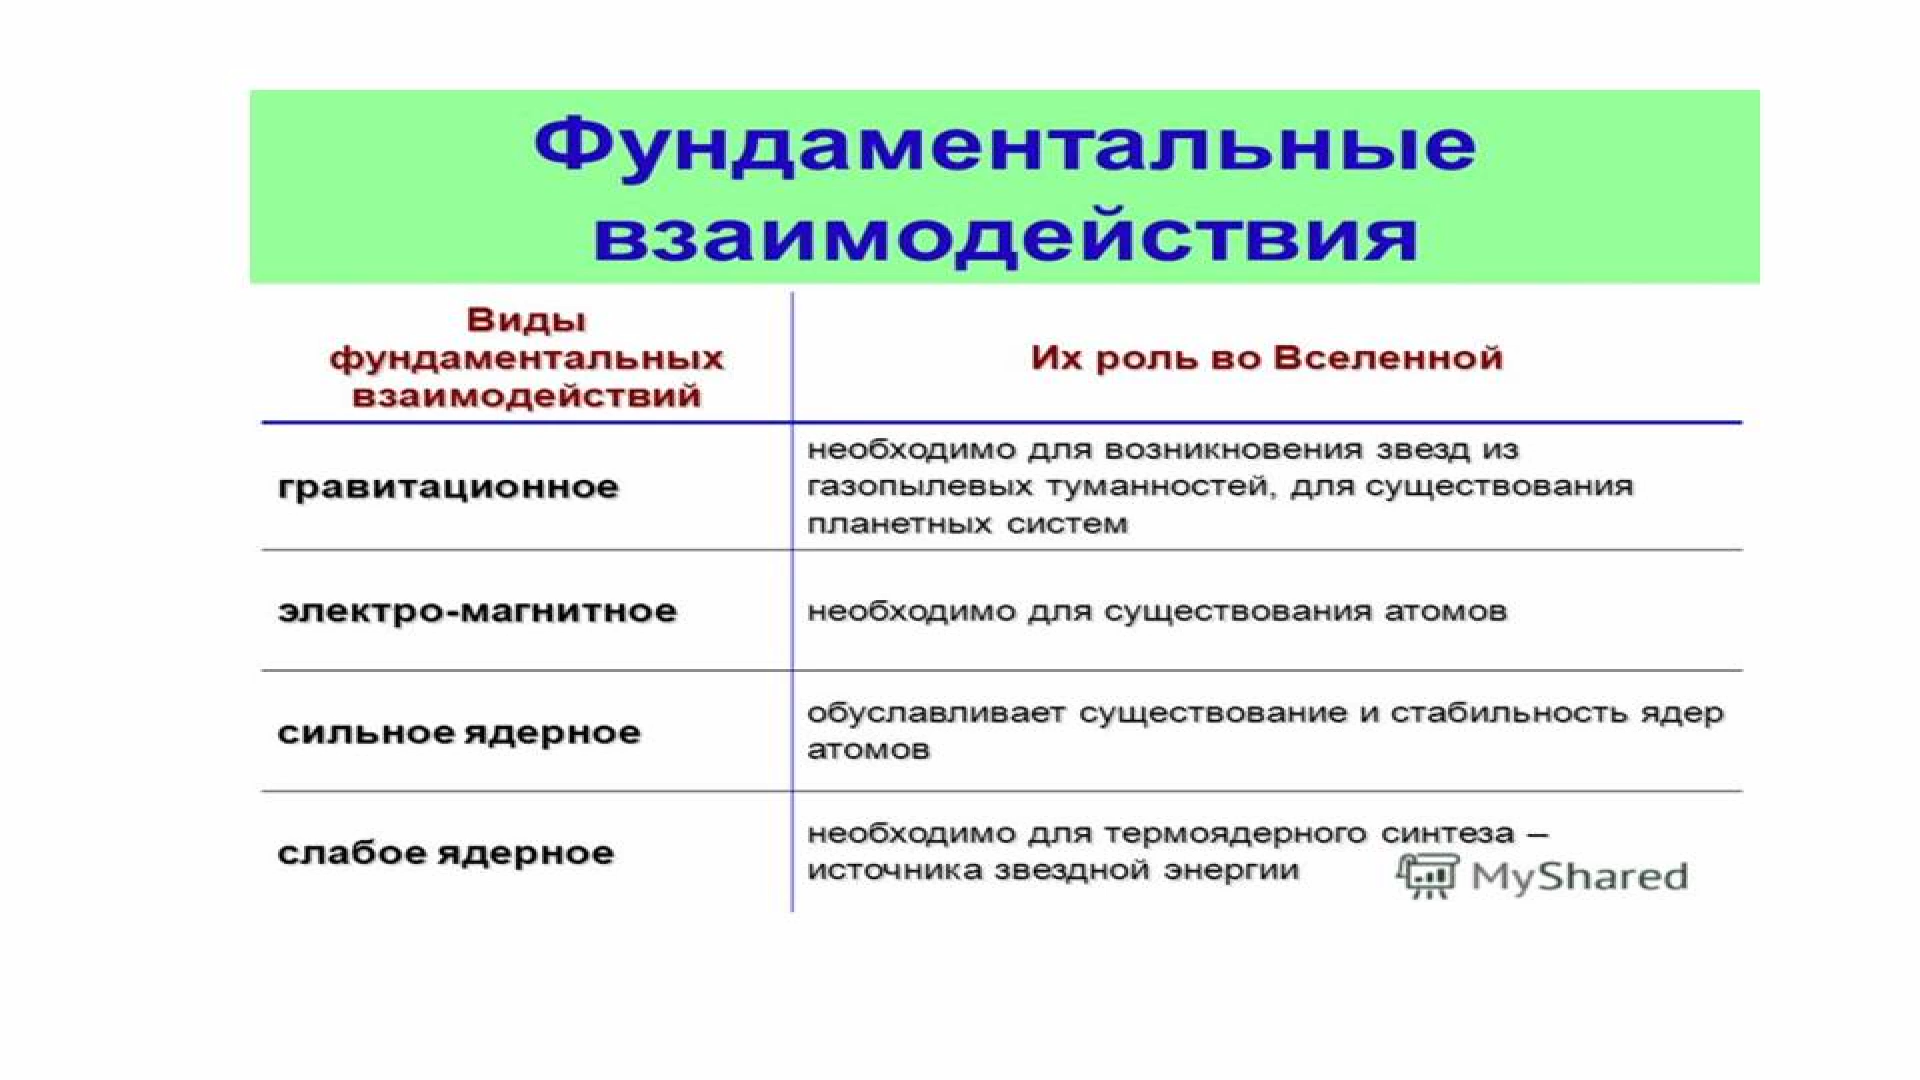 Фундаментальные
взаимодействия
Виды
фундаментальных
взаимодействий
Их роль во Вселенной
гравитационное
необходимо для возникновения звезд из
газопылевых туманностей, для существования
планетных систем
электро-магнитное
необходимо для существования атомов
сильное ядерное
обуславливает существование и стабильность ядер
атомов
слабое ядерное
необходимо для термоядерного синтеза –
источника звездной энергии
MyShared